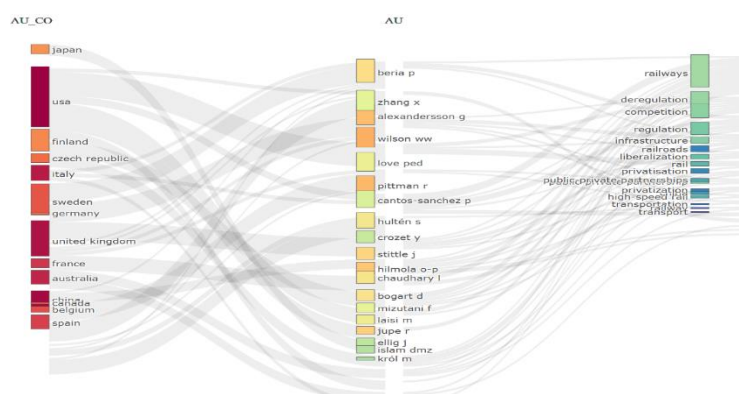 AU_CO
AU
japan
usa
finland
czech republic
italy
sweden
germany
united kingdom
france
australia
china
canada
belgium
spain
beria p
zhang x
alexandersson g
wilson ww
love ped
pittman r
cantos-sanchez p
hultén s
crozet y
stittle j
hilmola o-p
chaudhary l
bogart d
mizutani f
laisi m
jupe r
ellig j
islam dmz
król m
railways
deregulation
competition
regulation
infrastructure
railroads
liberalization
rail
privatisation
privatization
high-speed rail
transportation
railway
transport